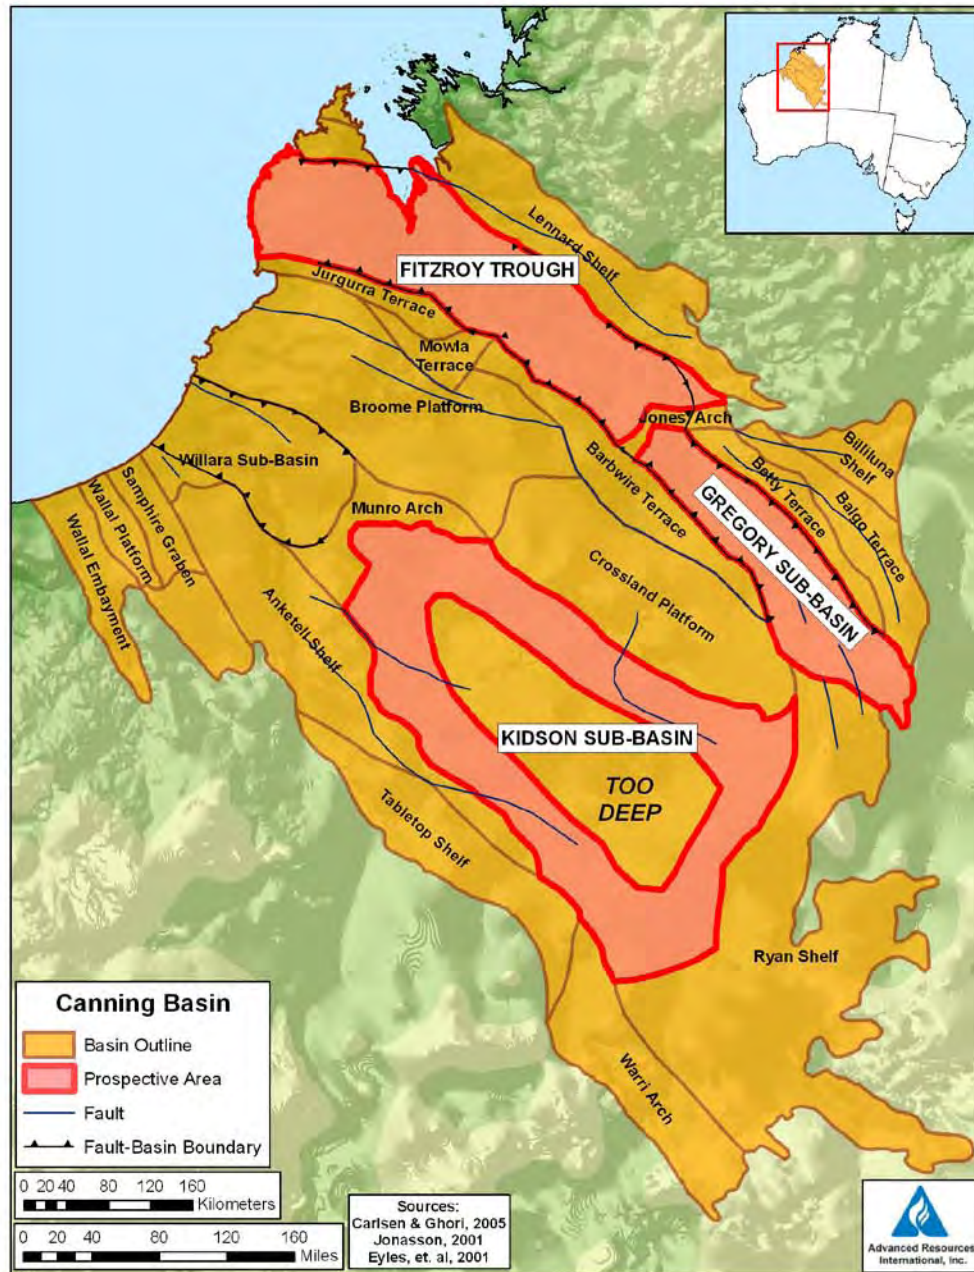 Lennard Shelf
FITZROY TROUGH
Jurgurra Terrace
Mowla
Terrace
Broome Platform
Jones Arch
Billiluna
Shelf
Betty Terrace
Balgo Terrace
Barbwire Terrace
GREGORY SUB-BASIN
Willara Sub-Basin
Samphire Graben
Wallal Platform
Wallal Embayment
Munro Arch
Crossland Platform
Anketell Shelf
KIDSON SUB-BASIN
TOO
DEEP
Tabletop Shelf
Ryan Shelf
Warri Arch
Canning Basin
Basin Outline
Prospective Area
Fault
Fault-Basin Boundary
0 20 40 80 120 160
Kilometers
0 20 40 80 120 160
Miles
Sources:
Carlsen & Ghori, 2005
Jonasson, 2001
Eyles, et. al, 2001
Advanced Resources
International, Inc.